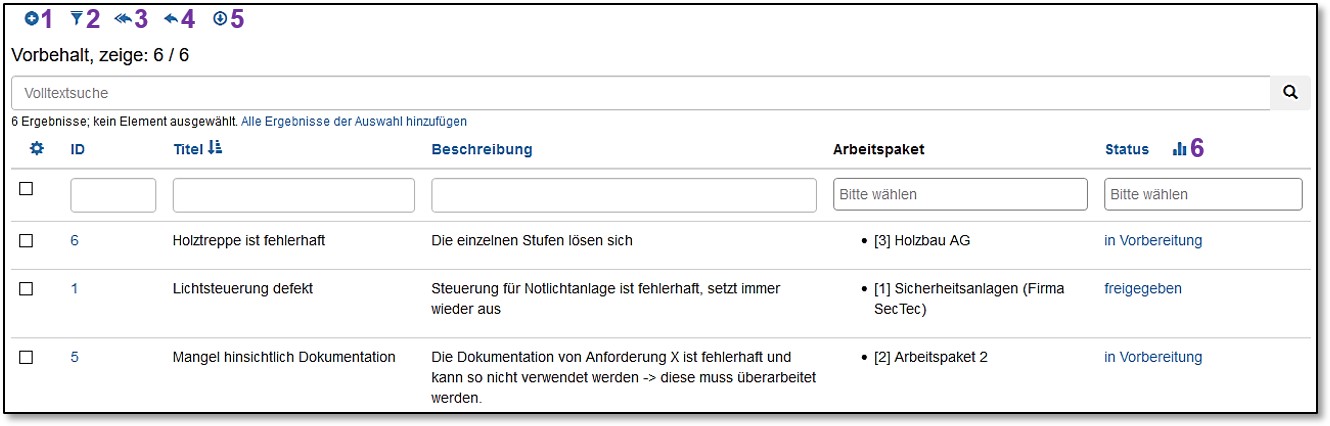 1 2 3 4 5
Vorbehalt, zeige: 6 / 6
Volltextsuche
6 Ergebnisse; kein Element ausgewählt. Alle Ergebnisse der Auswahl hinzufügen
ID Titel Beschreibung Arbeitspaket Status 6
Bitte wählen Bitte wählen
6 Holztreppe ist fehlerhaft Die einzelnen Stufen lösen sich • [3] Holzbau AG in Vorbereitung
1 Lichtsteuerung defekt Steuerung für Notlichtanlage ist fehlerhaft, setzt immer • [1] Sicherheitsanlagen (Firma freigegeben
wieder aus SecTec)
5 Mangel hinsichtlich Dokumentation Die Dokumentation von Anforderung X ist fehlerhaft und • [2] Arbeitspaket 2 in Vorbereitung
kann so nicht verwendet werden -> diese muss überarbeitet
werden.